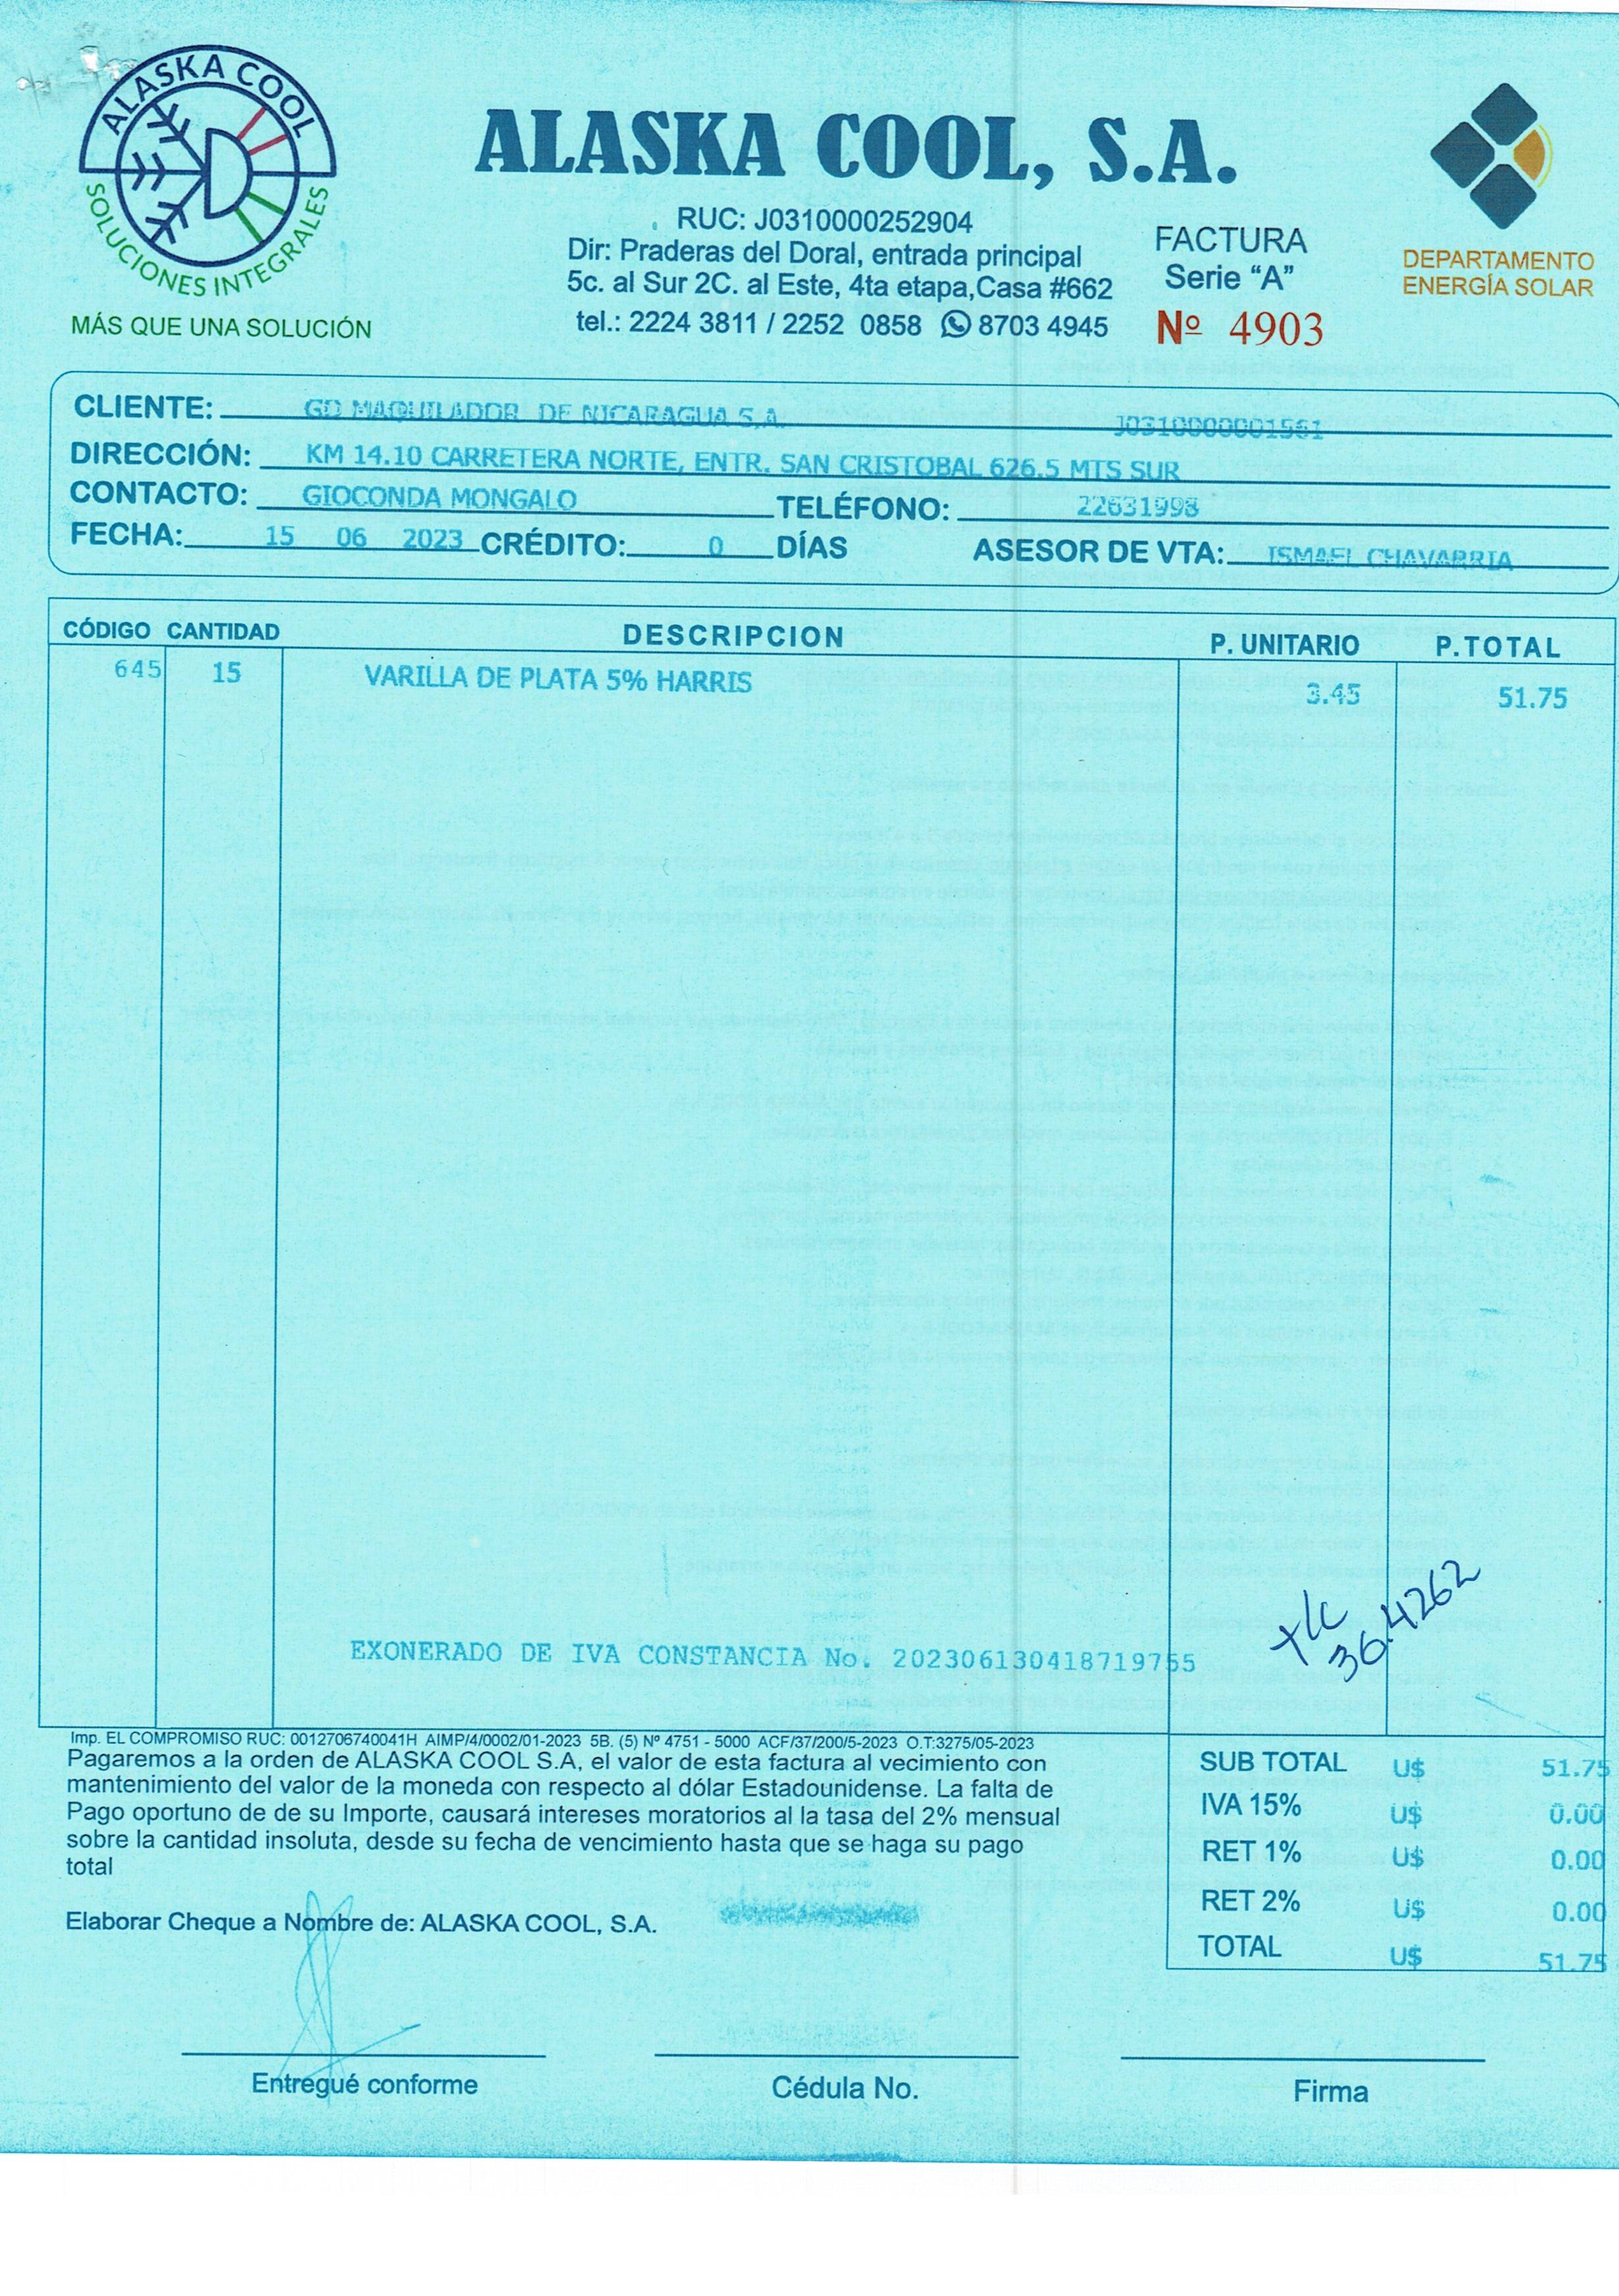 ALASKA COOL
SOLUCIONES INTEGRALES
MÁS QUE UNA SOLUCIÓN
ALASKA COOL, S.A.
RUC: J0310000252904
Dir: Praderas del Doral, entrada principal
5c. al Sur 2C. al Este, 4ta etapa,Casa #662
tel.: 2224 3811 / 2252 0858 8703 4945
FACTURA
Serie “A”
Nº 4903
DEPARTAMENTO
ENERGÍA SOLAR
CLIENTE: GD MAQUILADOR DE NICARAGUA S,A. J0310000001561
DIRECCIÓN: KM 14.10 CARRETERA NORTE, ENTR. SAN CRISTOBAL 626.5 MTS SUR
CONTACTO: GIOCONDA MONGALO TELÉFONO: 22631998
FECHA: 15 06 2023 CRÉDITO: 0 DÍAS ASESOR DE VTA: ISMAEL CHAVARRIA
CÓDIGO CANTIDAD DESCRIPCION P. UNITARIO P.TOTAL
645 15 VARILLA DE PLATA 5% HARRIS 3.45 51.75
EXONERADO DE IVA CONSTANCIA No. 202306130418719755
36.4262
Imp. EL COMPROMISO RUC: 0012706740041H AIMP/4/0002/01-2023 5B. (5) Nº 4751 - 5000 ACF/37/200/5-2023 O.T:3275/05-2023
Pagaremos a la orden de ALASKA COOL S.A, el valor de esta factura al vecimiento con
mantenimiento del valor de la moneda con respecto al dólar Estadounidense. La falta de
Pago oportuno de de su Importe, causará intereses moratorios al la tasa del 2% mensual
sobre la cantidad insoluta, desde su fecha de vencimiento hasta que se haga su pago
total
Elaborar Cheque a Nombre de: ALASKA COOL, S.A.
SUB TOTAL U$ 51.75
IVA 15% U$ 0.00
RET 1% U$ 0.00
RET 2% U$ 0.00
TOTAL U$ 51.75
Entregué conforme
Cédula No.
Firma